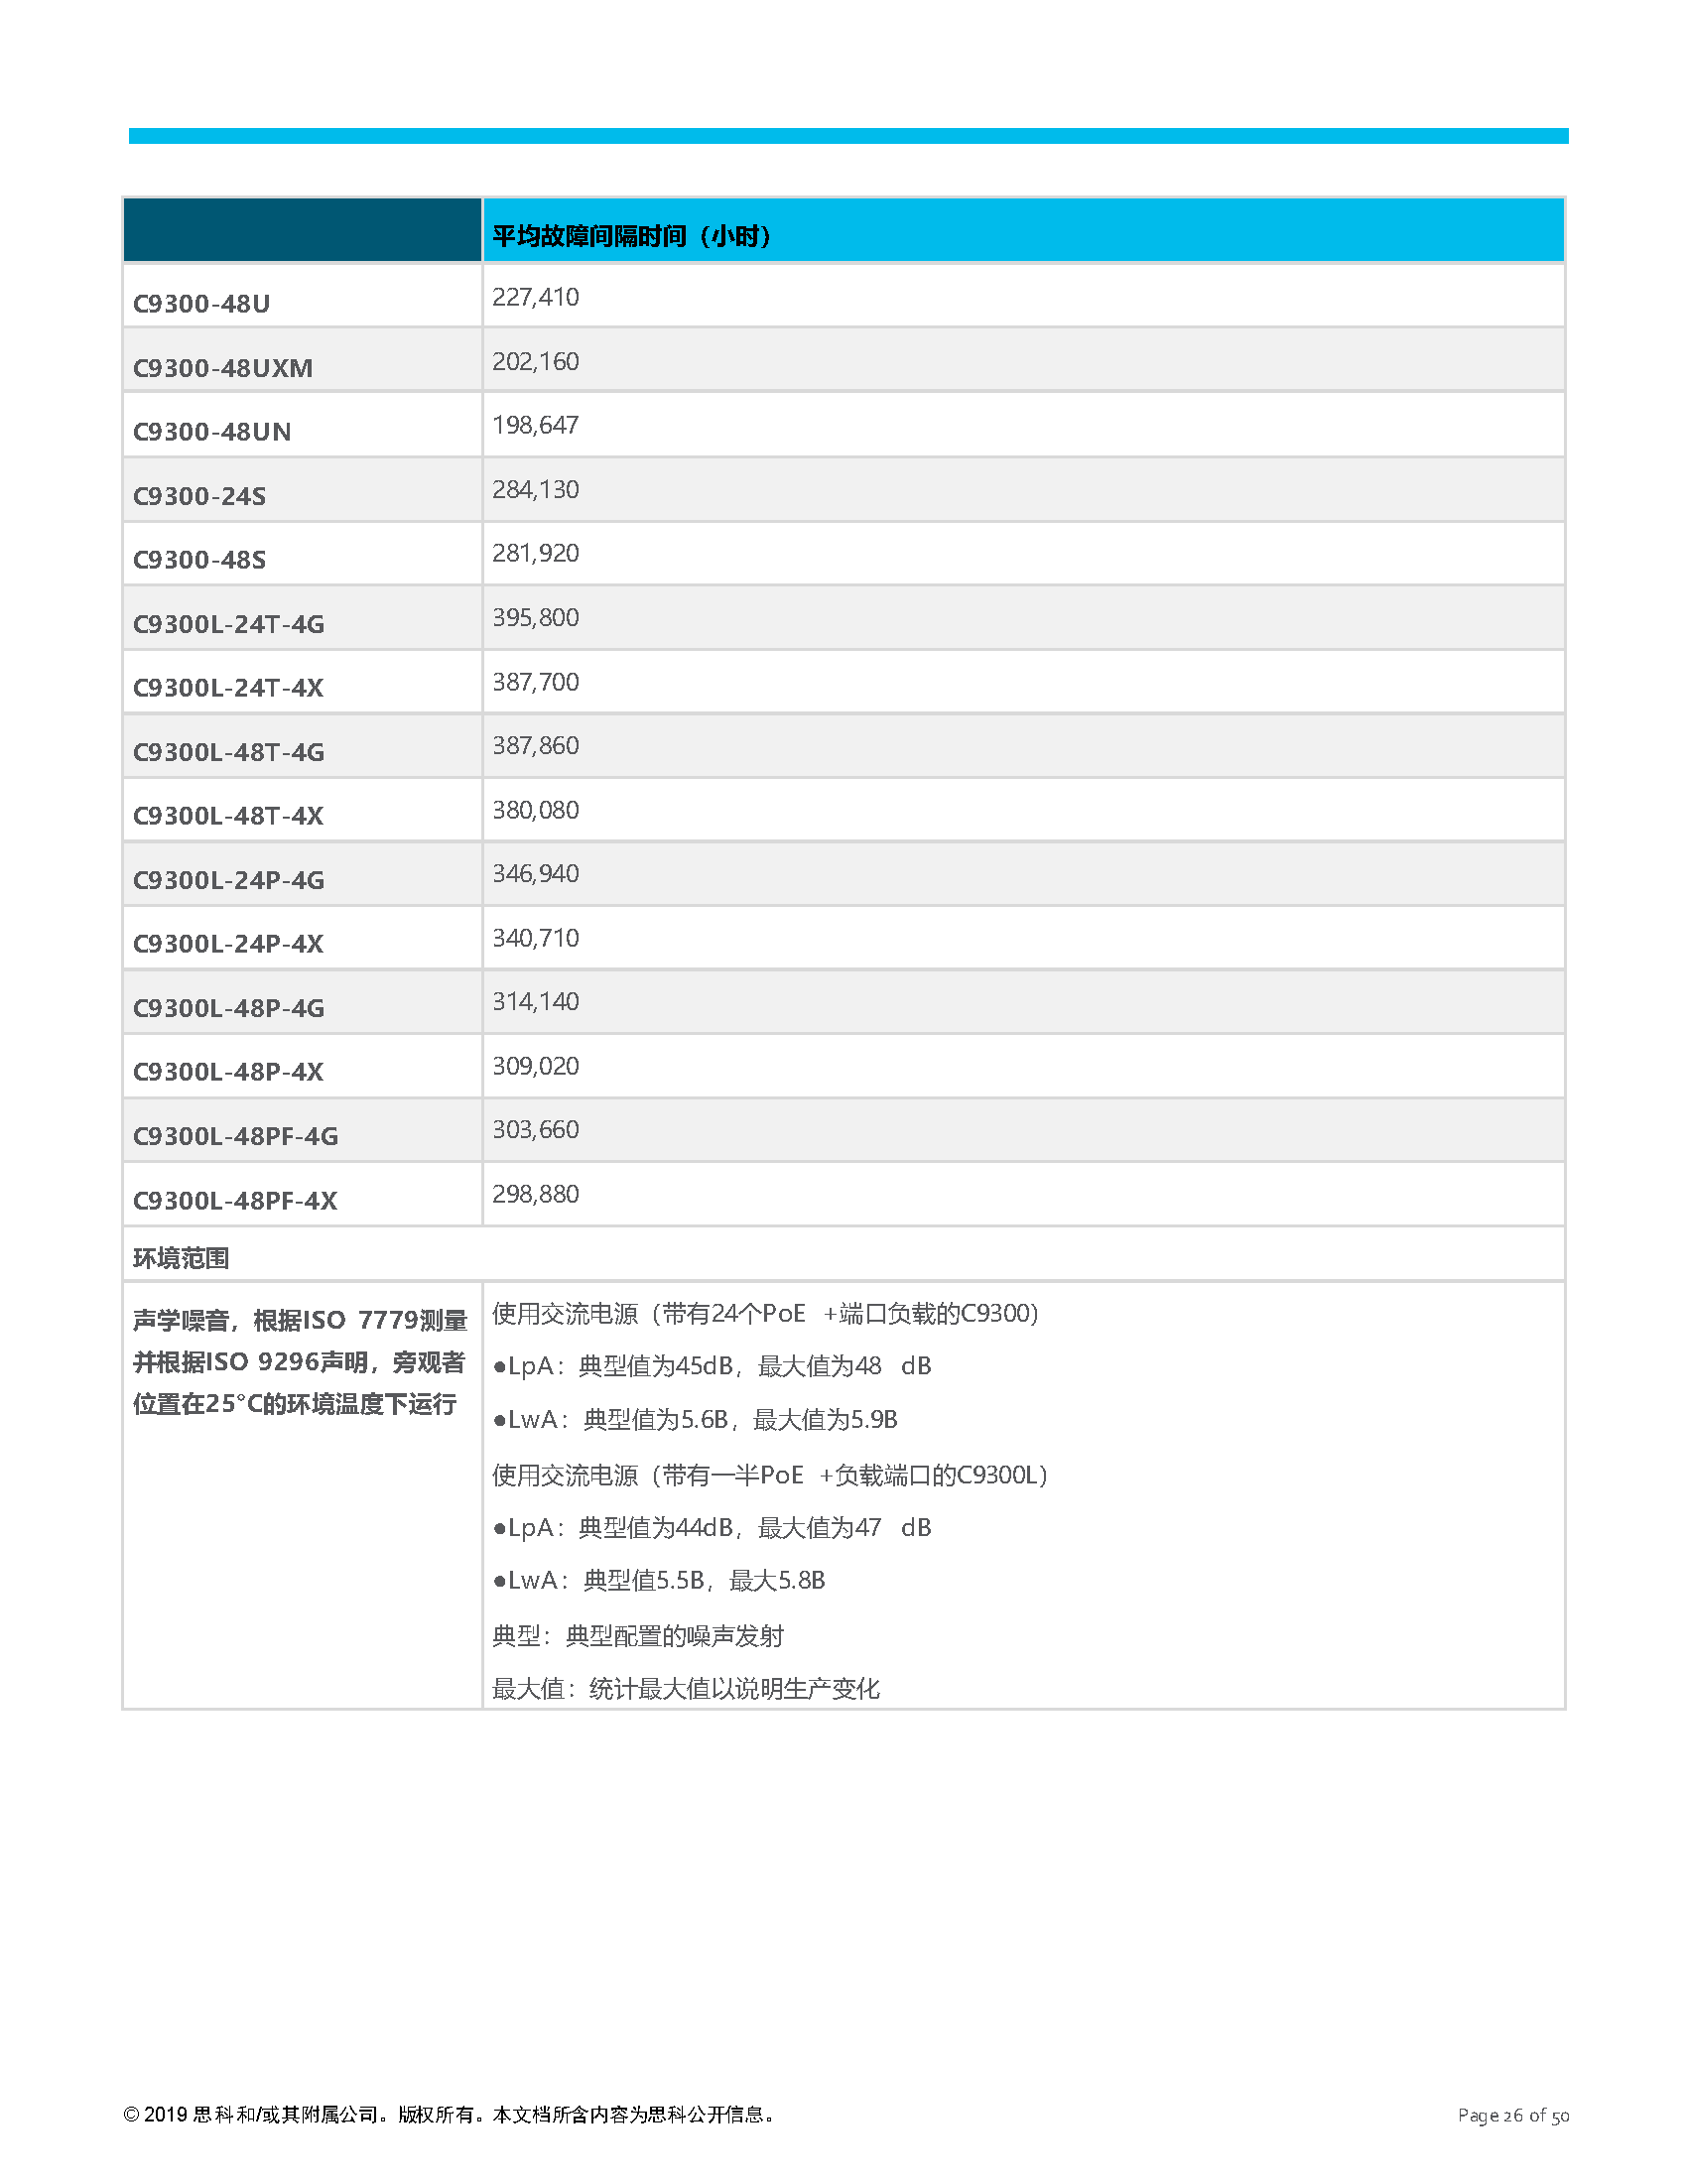 平均故障间隔时间（小时）
C9300-48U 227,410
C9300-48UXM 202,160
C9300-48UN 198,647
C9300-24S 284,130
C9300-48S 281,920
C9300L-24T-4G 395,800
C9300L-24T-4X 387,700
C9300L-48T-4G 387,860
C9300L-48T-4X 380,080
C9300L-24P-4G 346,940
C9300L-24P-4X 340,710
C9300L-48P-4G 314,140
C9300L-48P-4X 309,020
C9300L-48PF-4G 303,660
C9300L-48PF-4X 298,880
环境范围
声学噪音，根据ISO 7779测量
并根据ISO 9296声明，旁观者
位置在25°C的环境温度下运行
使用交流电源（带有24个PoE +端口负载的C9300）
●LpA：典型值为45dB，最大值为48 dB
●LwA：典型值为5.6B，最大值为5.9B
使用交流电源（带有一半PoE +负载端口的C9300L）
●LpA：典型值为44dB，最大值为47 dB
●LwA：典型值5.5B，最大5.8B
典型：典型配置的噪声发射
最大值：统计最大值以说明生产变化
© 2019 思科和/或其附属公司。版权所有。本文档所含内容为思科公开信息。
Page 26 of 50